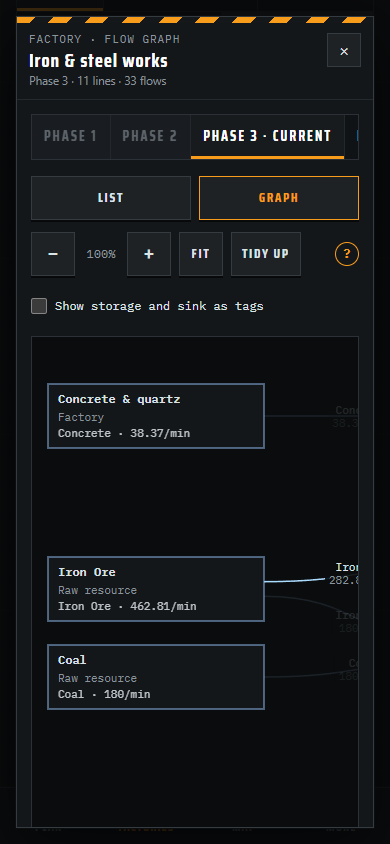 FACTORY · FLOW GRAPH
Iron & steel works
Phase 3 · 11 lines · 33 flows
×
PHASE 1
PHASE 2
PHASE 3 · CURRENT
LIST
GRAPH
−
100%
+
FIT
TIDY UP
?
Show storage and sink as tags
Concrete & quartz
Factory
Concrete · 38.37/min
Iron Ore
Raw resource
Iron Ore · 462.81/min
Coal
Raw resource
Coal · 180/min